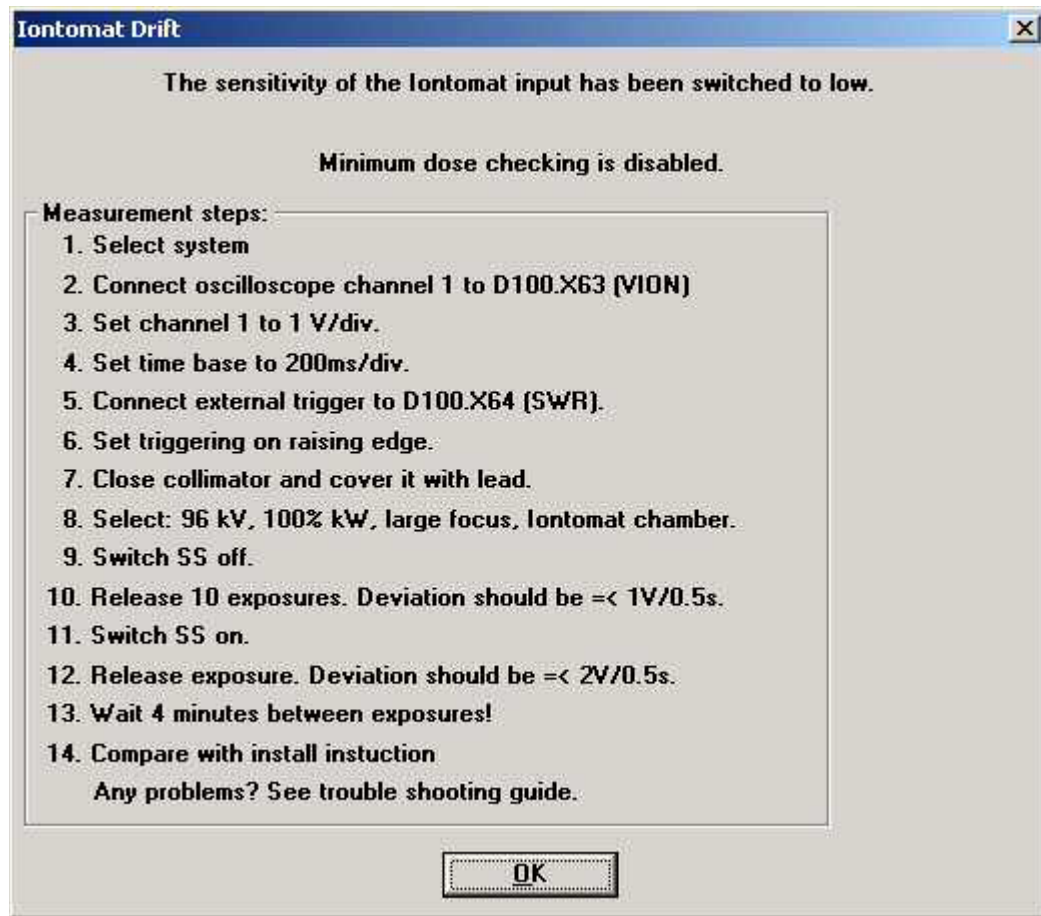 Iontomat Drift
The sensitivity of the Iontomat input has been switched to low.
Minimum dose checking is disabled.
Measurement steps:
1. Select system
2. Connect oscilloscope channel 1 to D100.X63 (VION)
3. Set channel 1 to 1 V/div.
4. Set time base to 200ms/div.
5. Connect external trigger to D100.X64 (SWR).
6. Set triggering on raising edge.
7. Close collimator and cover it with lead.
8. Select: 96 kV, 100% kW, large focus, Iontomat chamber.
9. Switch SS off.
10. Release 10 exposures. Deviation should be =< 1V/0.5s.
11. Switch SS on.
12. Release exposure. Deviation should be =< 2V/0.5s.
13. Wait 4 minutes between exposures!
14. Compare with install instuction
Any problems? See trouble shooting guide.
OK